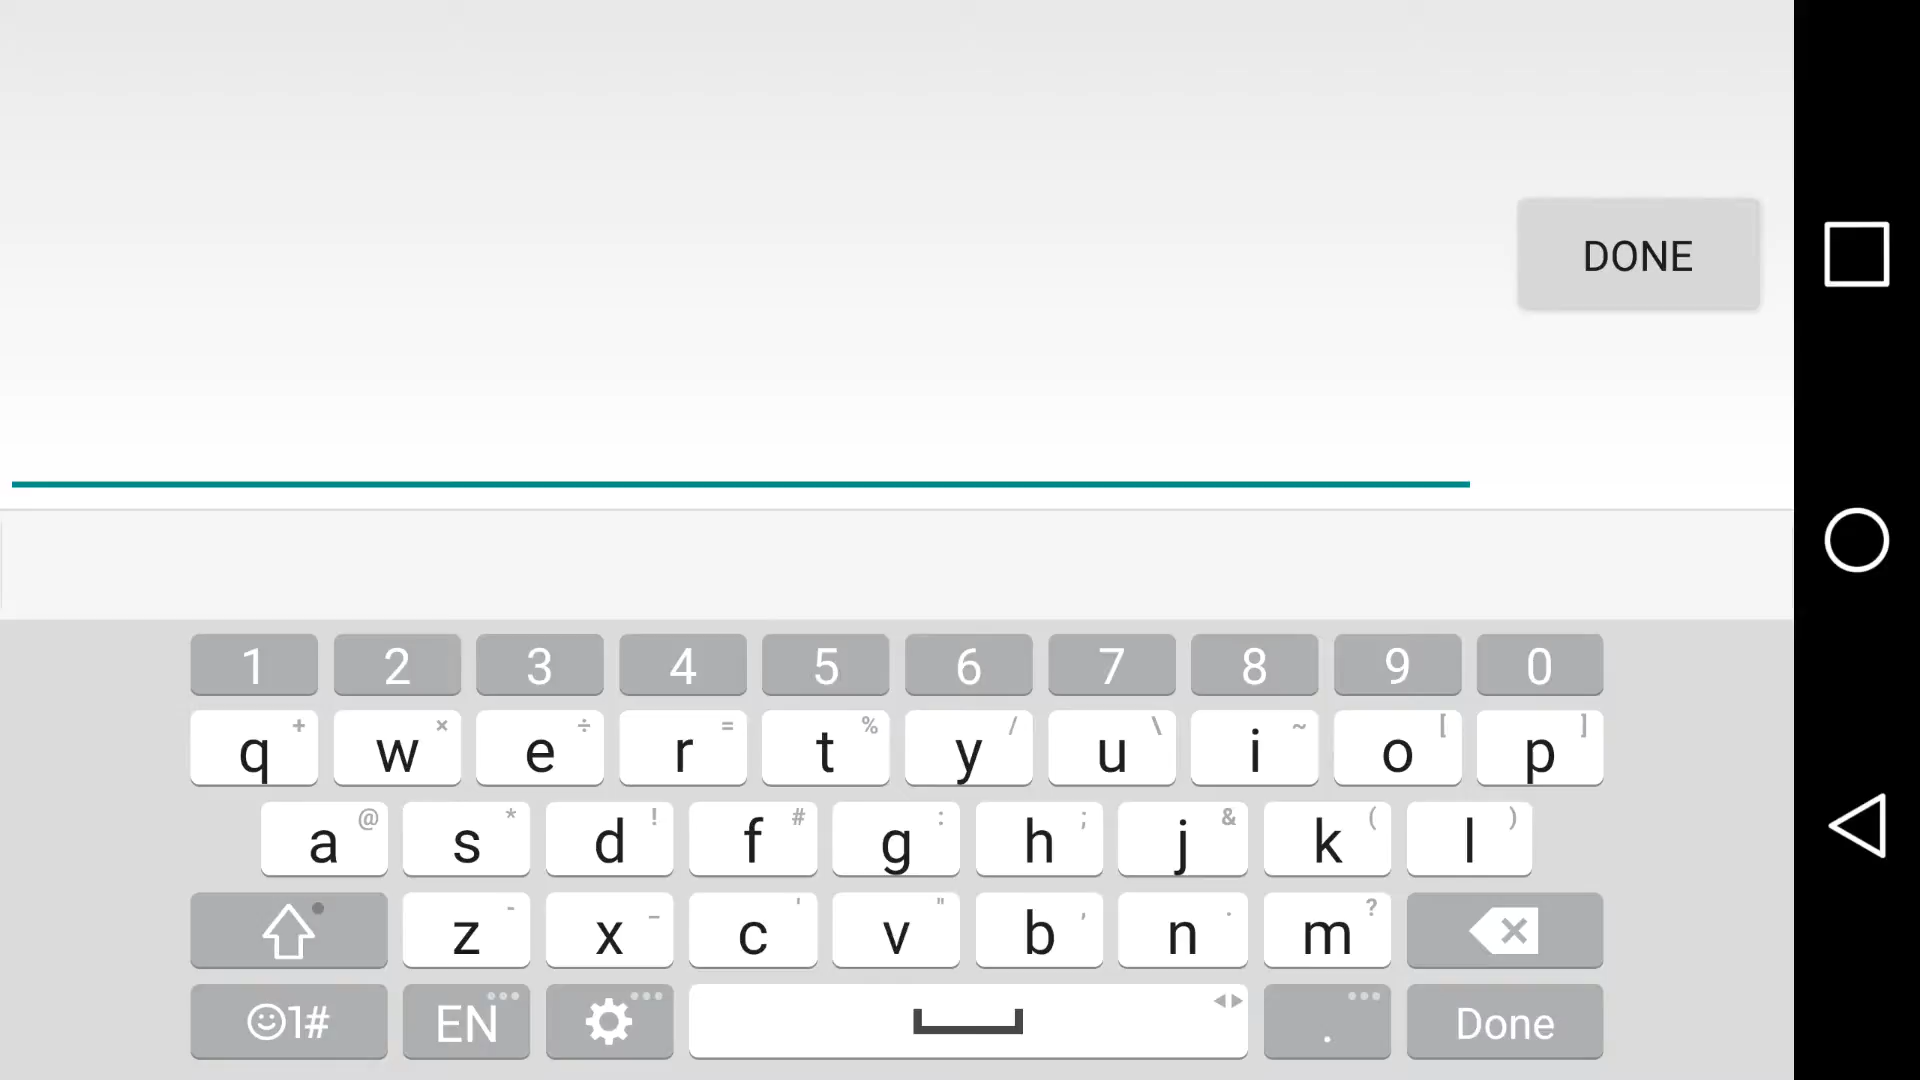 DONE
1 2 3 4 5 6 7 8 9 0
q + w × e ÷ r = t % y / u \ i ~ o [ p ]
a @ s * d ! f # g : h ; j & k ( l )
z - x _ c ' v " b , n . m ?
1# EN . Done